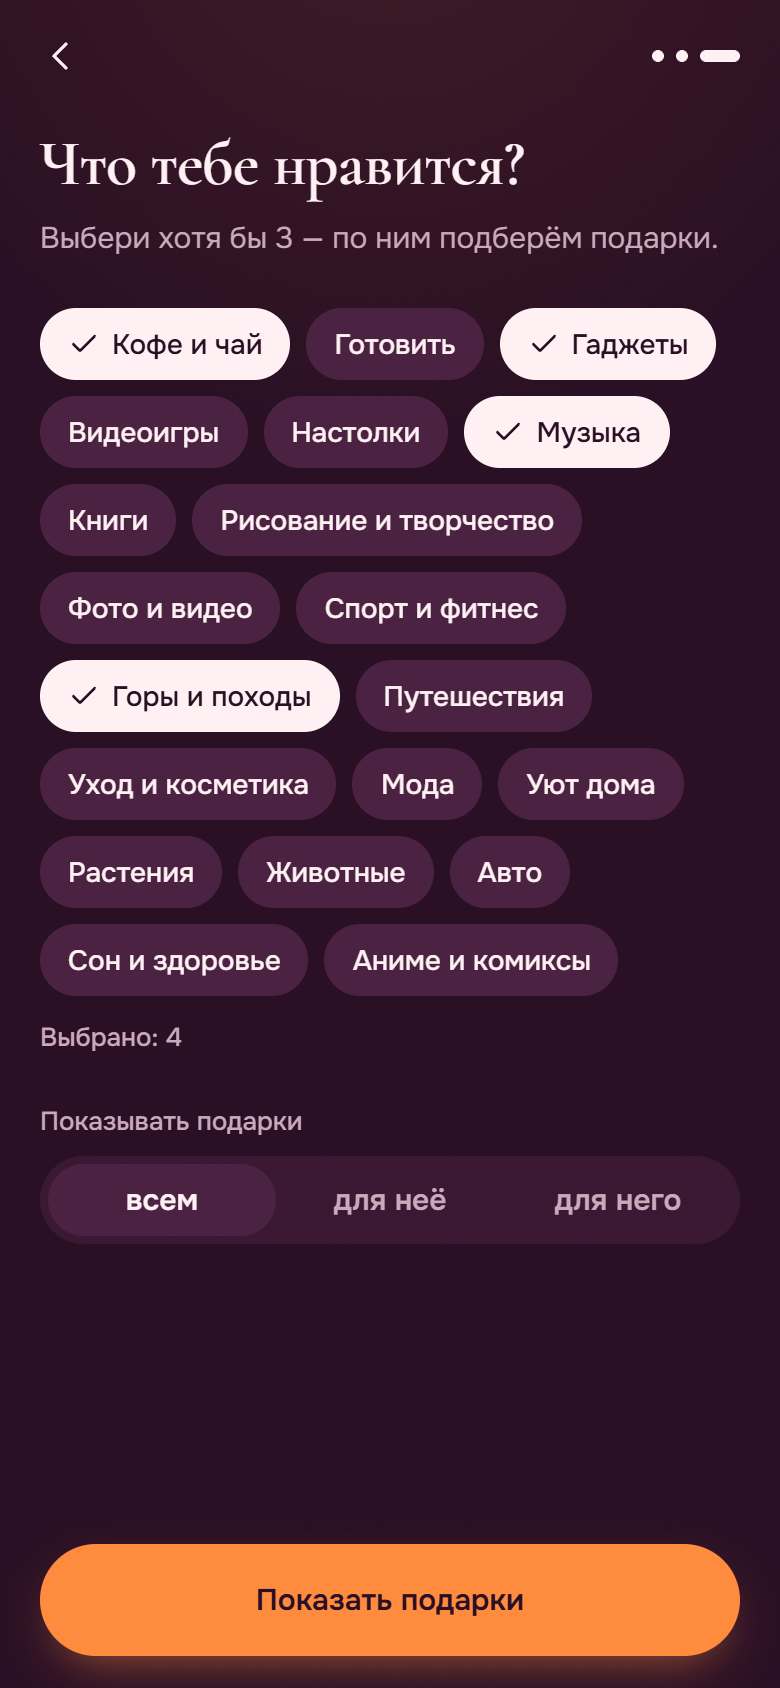 Что тебе нравится?
Выбери хотя бы 3 — по ним подберём подарки.
Кофе и чай Готовить Гаджеты
Видеоигры Настолки Музыка
Книги Рисование и творчество
Фото и видео Спорт и фитнес
Горы и походы Путешествия
Уход и косметика Мода Уют дома
Растения Животные Авто
Сон и здоровье Аниме и комиксы
Выбрано: 4
Показывать подарки
всем для неё для него
Показать подарки